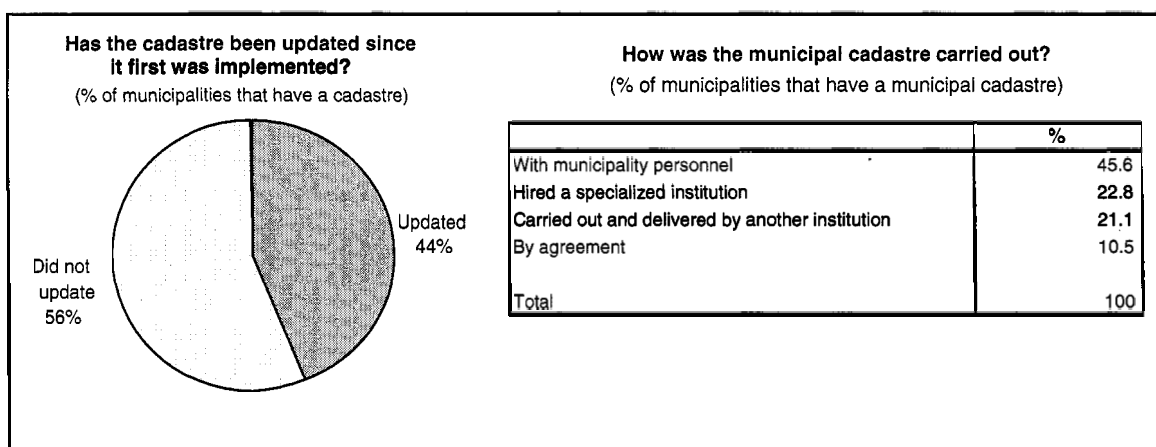 Has the cadastre been updated since
it first was implemented?
(% of municipalities that have a cadastre)
Updated
44%
Did not
update
56%
How was the municipal cadastre carried out?
(% of municipalities that have a municipal cadastre)
%
With municipality personnel 45.6
Hired a specialized institution 22.8
Carried out and delivered by another institution 21.1
By agreement 10.5
Total 100